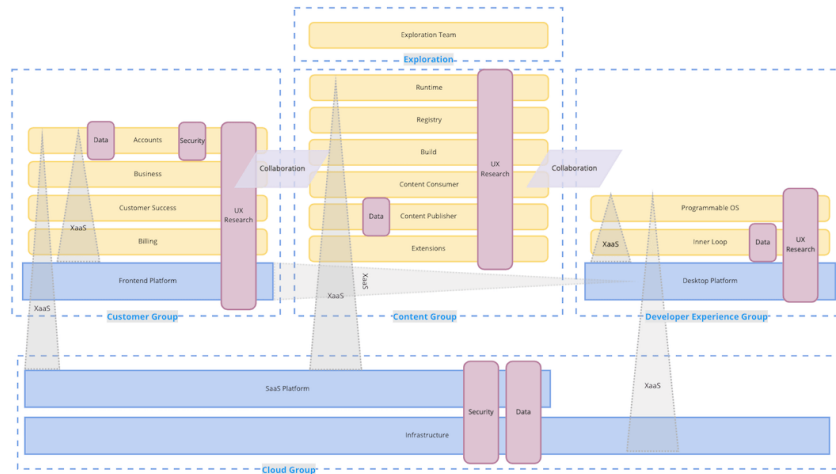 Exploration Team
Exploration
Runtime
Registry
Build
Content Consumer
Content Publisher
Extensions
Data
UX
Research
XaaS
XaaS
Content Group
Accounts
Data
Security
Business
Customer Success
Billing
UX
Research
XaaS
XaaS
Frontend Platform
Customer Group
Collaboration
Collaboration
Programmable OS
Inner Loop
Data
UX
Research
XaaS
Desktop Platform
Developer Experience Group
XaaS
SaaS Platform
Infrastructure
Security
Data
Cloud Group